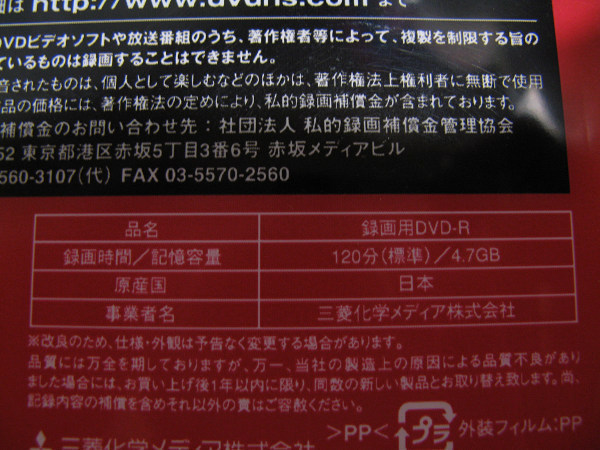 細は http://www.dvdris.com まで
DVDビデオソフトや放送番組のうち、著作権者等によって、複製を制限する旨の
ているものは録画することはできません。
音されたものは、個人として楽しむなどのほかは、著作権法上権利者に無断で使用
品の価格には、著作権法の定めにより、私的録画補償金が含まれております。
補償金のお問い合わせ先：社団法人 私的録画補償金管理協会
52 東京都港区赤坂5丁目3番6号 赤坂メディアビル
560-3107(代) FAX 03-5570-2560
品名 録画用DVD-R
録画時間／記憶容量 120分(標準)／4.7GB
原産国 日本
事業者名 三菱化学メディア株式会社
※改良のため、仕様・外観は予告なく変更する場合があります。
品質には万全を期しておりますが、万一、当社の製造上の原因による品質不良があり
ました場合には、お買い上げ後1年以内に限り、同数の新しい製品とお取り替え致します。尚、
記録内容の補償を含めそれ以外の責はご容赦ください。
>PP< プラ 外装フィルム:PP
三菱化学メディア株式会社